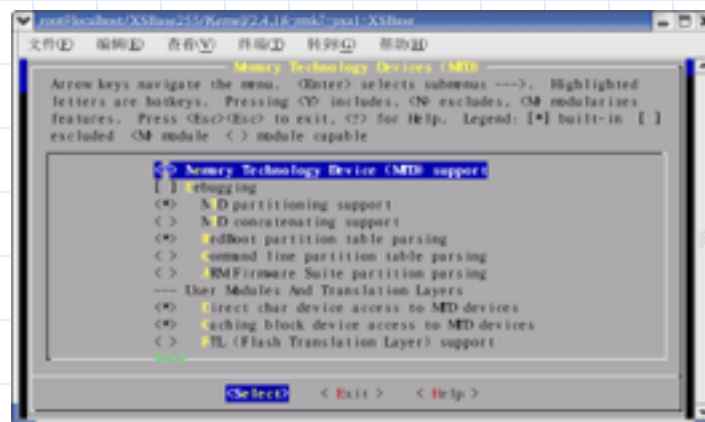 root@localhost:/XSBase255/Kernel/2.4.18-rmk7-pxa1-XSBase
文件(F) 编辑(E) 查看(V) 终端(T) 转到(G) 帮助(H)
Memory Technology Devices (MTD)
Arrow keys navigate the menu. <Enter> selects submenus --->. Highlighted
letters are hotkeys. Pressing <Y> includes, <N> excludes, <M> modularizes
features. Press <Esc><Esc> to exit, <?> for Help. Legend: [*] built-in [ ]
excluded <M> module < > module capable
<*> Memory Technology Device (MTD) support
[ ] Debugging
<*> MTD partitioning support
< > MTD concatenating support
<*> RedBoot partition table parsing
< > Command line partition table parsing
< > ARM Firmware Suite partition parsing
--- User Modules And Translation Layers
<*> Direct char device access to MTD devices
<*> Caching block device access to MTD devices
< > FTL (Flash Translation Layer) support
<Select> < Exit > < Help >